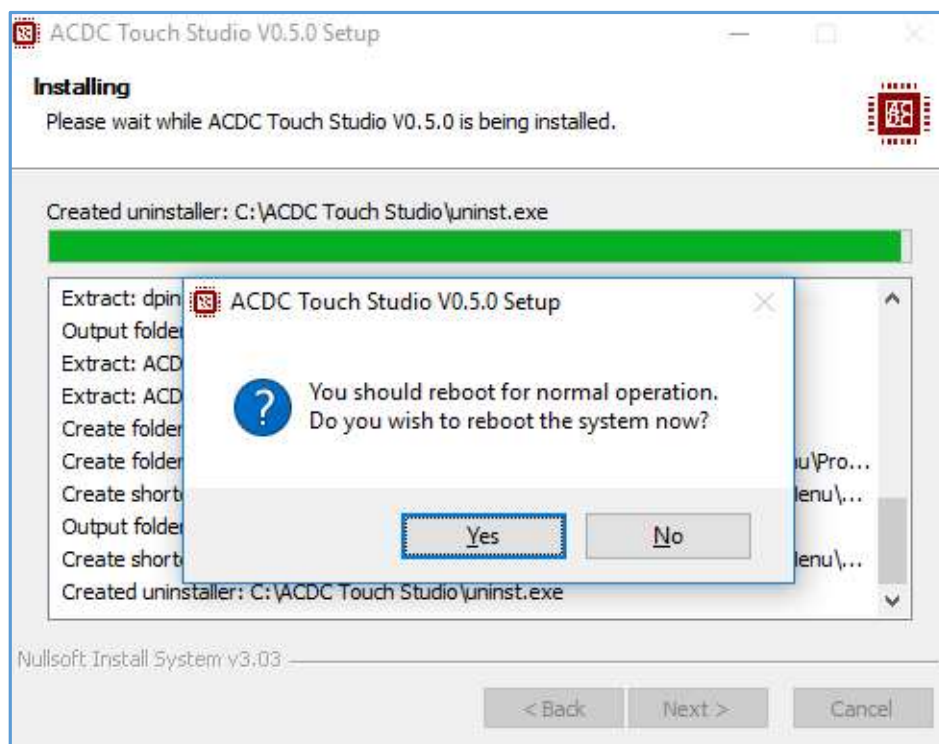 ACDC Touch Studio V0.5.0 Setup
Installing
Please wait while ACDC Touch Studio V0.5.0 is being installed.
Created uninstaller: C:\ACDC Touch Studio\uninst.exe
Extract: dpin
Output folde
Extract: ACD
Extract: ACD
Create folder
Create folder
u\Pro...
Create short
lenu\...
Output folde
Create short
lenu\...
Created uninstaller: C:\ACDC Touch Studio\uninst.exe
ACDC Touch Studio V0.5.0 Setup
You should reboot for normal operation.
Do you wish to reboot the system now?
Yes
No
Nullsoft Install System v3.03
< Back
Next >
Cancel